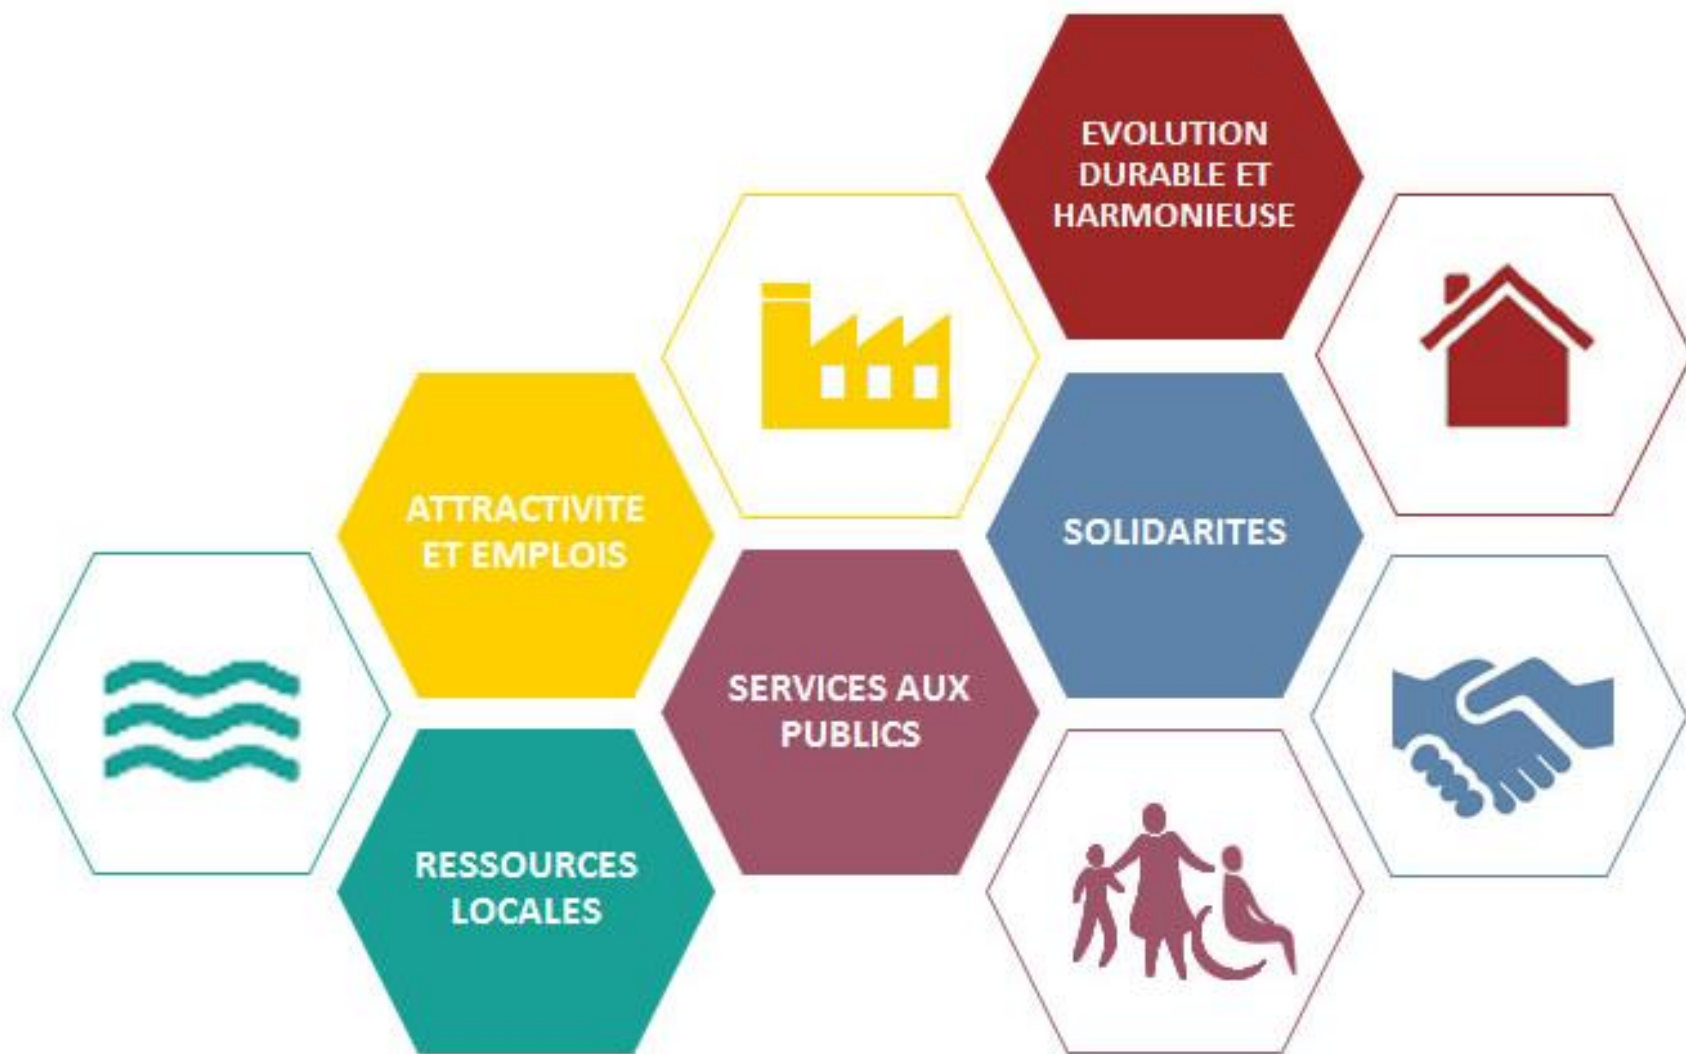 EVOLUTION
DURABLE ET
HARMONIEUSE
ATTRACTIVITE
ET EMPLOIS
SOLIDARITES
SERVICES AUX
PUBLICS
RESSOURCES
LOCALES